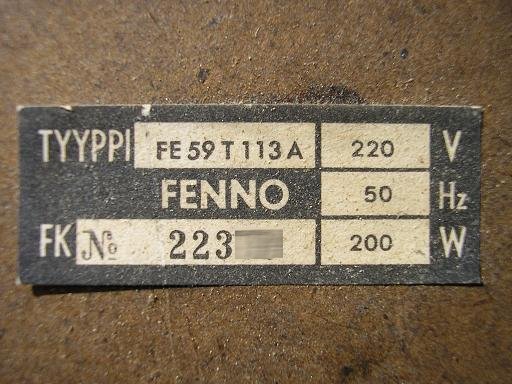 TYYPPI FE 59 T 113 A 220 V
FENNO 50 Hz
FK № 223 200 W